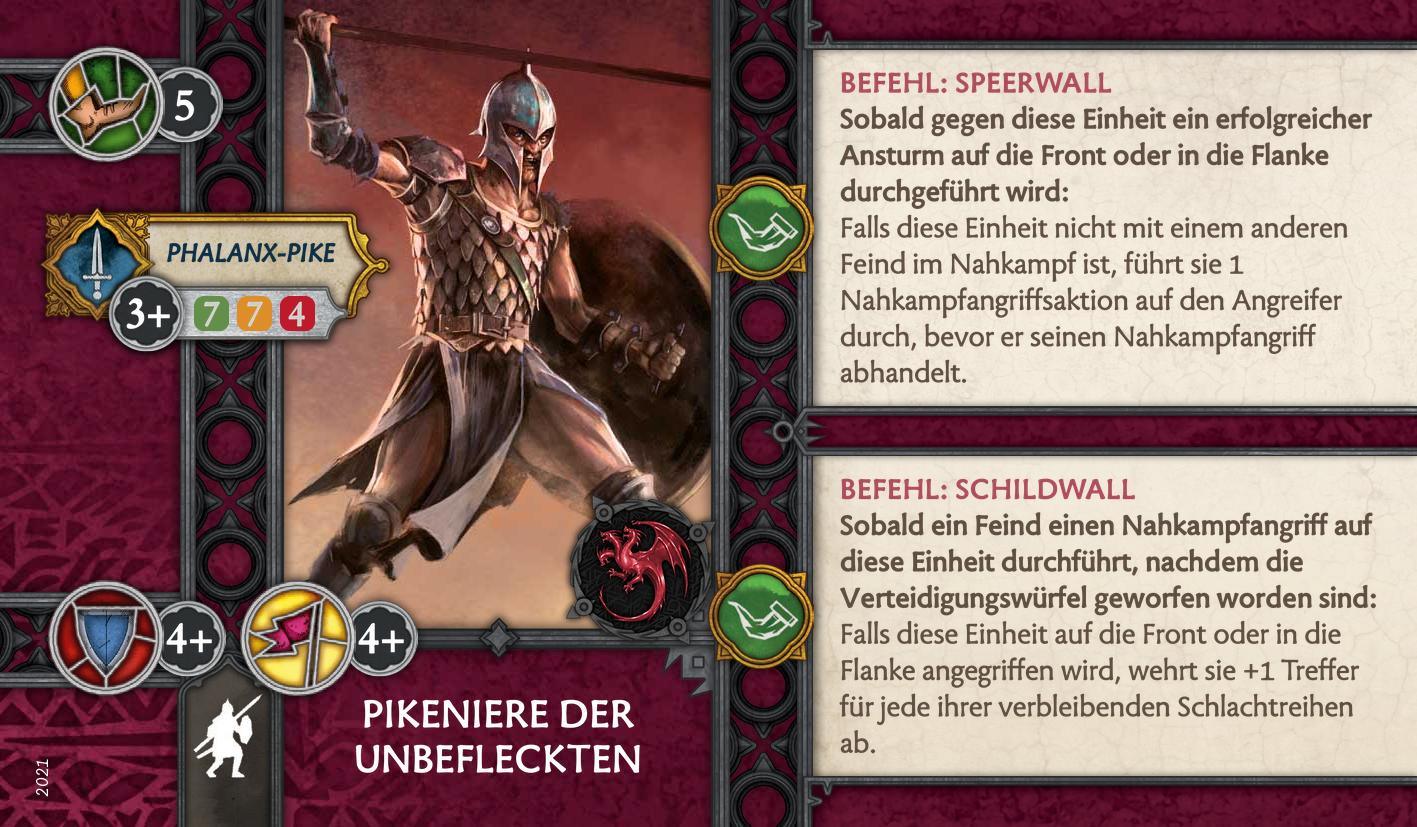 5
PHALANX-PIKE
3+ 7 7 4
4+ 4+
PIKENIERE DER
UNBEFLECKTEN
2021
BEFEHL: SPEERWALL
Sobald gegen diese Einheit ein erfolgreicher
Ansturm auf die Front oder in die Flanke
durchgeführt wird:
Falls diese Einheit nicht mit einem anderen
Feind im Nahkampf ist, führt sie 1
Nahkampfangriffsaktion auf den Angreifer
durch, bevor er seinen Nahkampfangriff
abhandelt.
BEFEHL: SCHILDWALL
Sobald ein Feind einen Nahkampfangriff auf
diese Einheit durchführt, nachdem die
Verteidigungswürfel geworfen worden sind:
Falls diese Einheit auf die Front oder in die
Flanke angegriffen wird, wehrt sie +1 Treffer
für jede ihrer verbleibenden Schlachtreihen
ab.